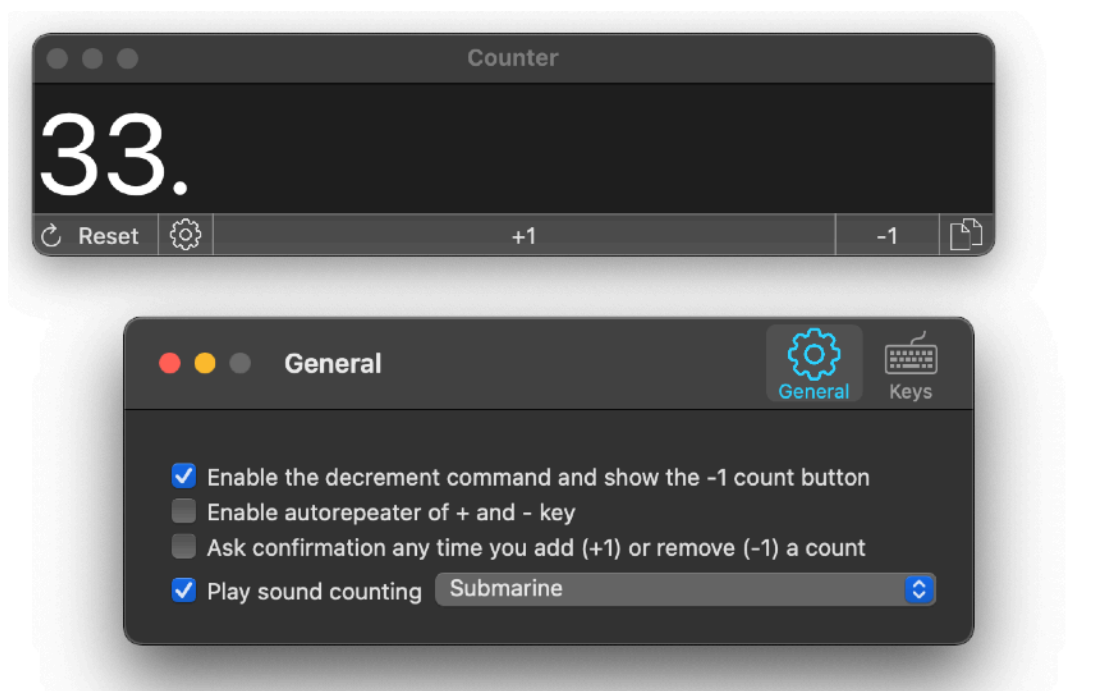 Counter
33.
Reset +1 -1
General
General Keys
Enable the decrement command and show the -1 count button
Enable autorepeater of + and - key
Ask confirmation any time you add (+1) or remove (-1) a count
Play sound counting Submarine